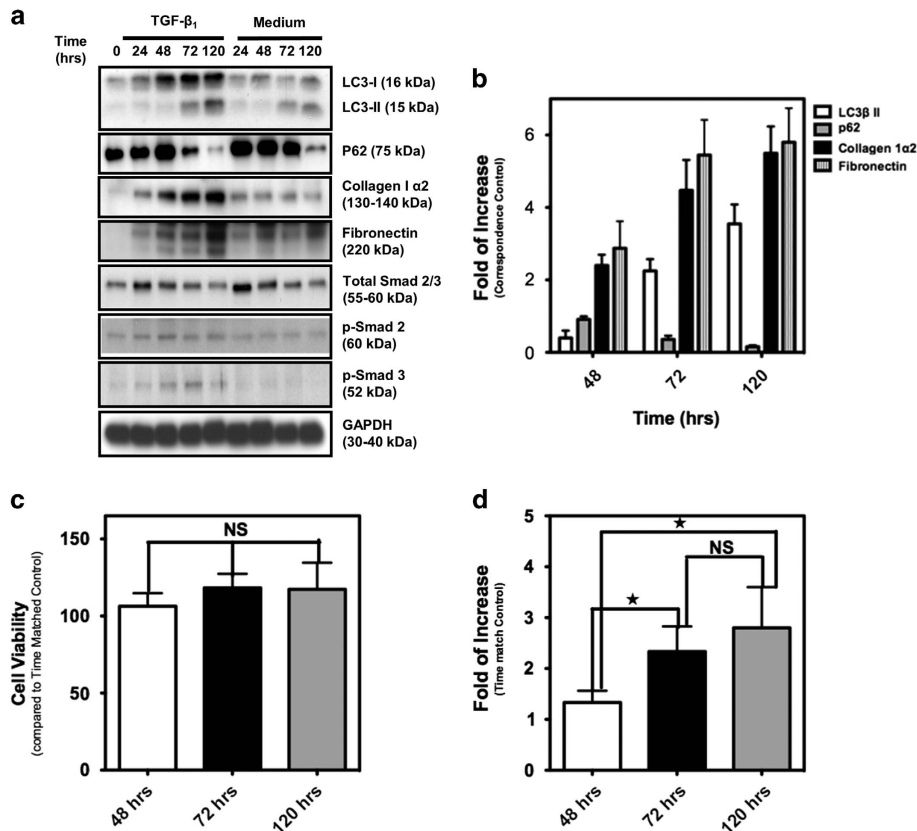 a
TGF-β1 Medium
Time 0 24 48 72 120 24 48 72 120
(hrs)
LC3-I (16 kDa)
LC3-II (15 kDa)
P62 (75 kDa)
Collagen I α2
(130-140 kDa)
Fibronectin
(220 kDa)
Total Smad 2/3
(55-60 kDa)
p-Smad 2
(60 kDa)
p-Smad 3
(52 kDa)
GAPDH
(30-40 kDa)
b
Fold of Increase
(Correspondence Control)
6
4
2
0
48 72 120
Time (hrs)
LC3β II
p62
Collagen 1α2
Fibronectin
c
Cell Viability
(compared to Time Matched Control)
150
100
50
0
NS
48 hrs 72 hrs 120 hrs
d
Fold of Increase
(Time match Control)
5
4
3
2
1
0
★
NS
★
48 hrs 72 hrs 120 hrs